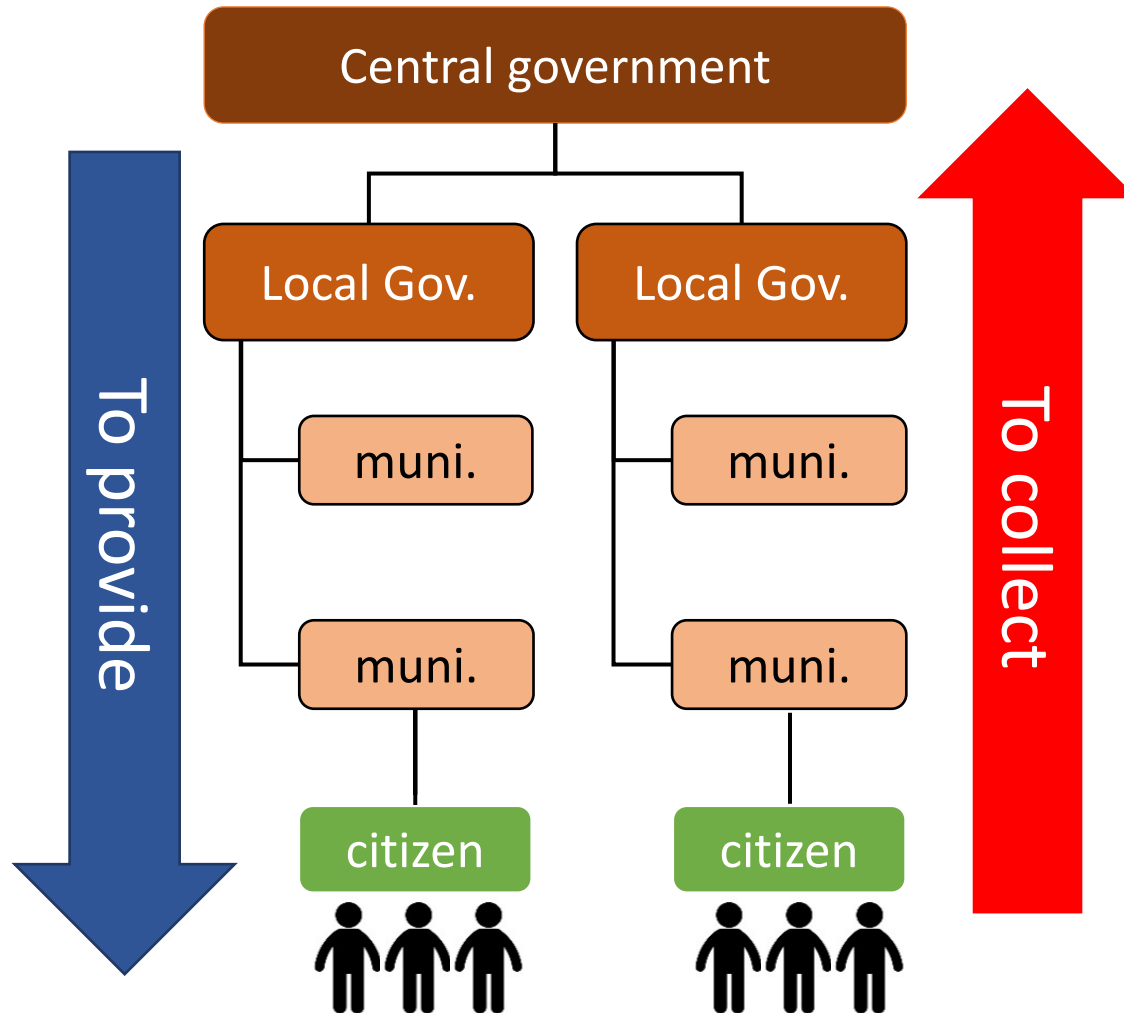 Central government
Local Gov.
Local Gov.
To provide
To collect
muni.
muni.
muni.
muni.
citizen
citizen